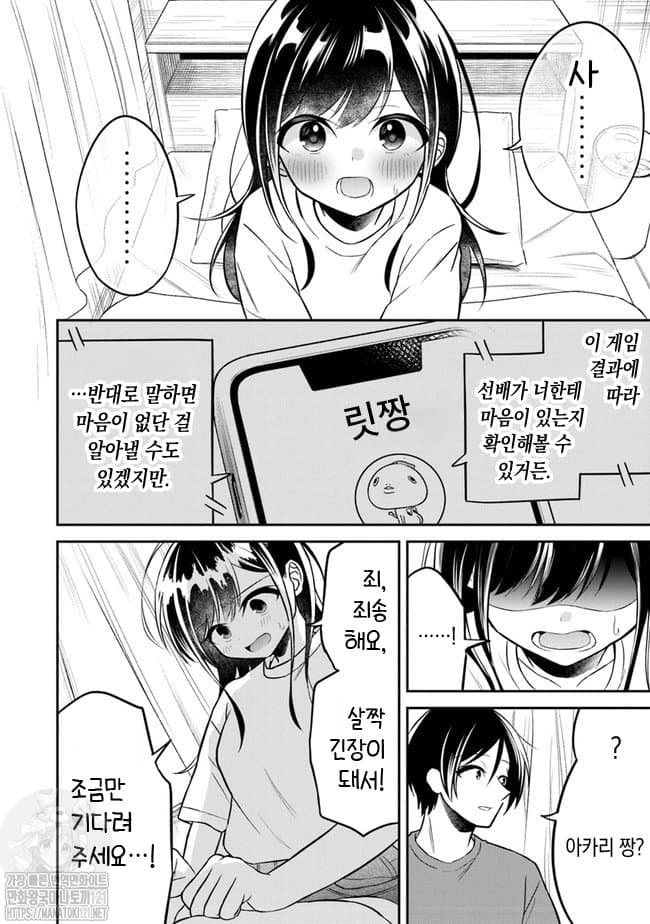 사
………
………
이 게임
결과에
따라
선배가 너한테
마음이 있는지
확인해볼 수
있거든.
릿짱
…반대로 말하면
마음이 없단 걸
알아낼 수도
있겠지만.
……!
?
아카리 짱?
죄,
죄송
해요,
살짝
긴장이
돼서!
조금만
기다려
주세요…!
가장 빠른 번역만화사이트
만화왕국마나토끼121
HTTPS://MANATOKI121.NET